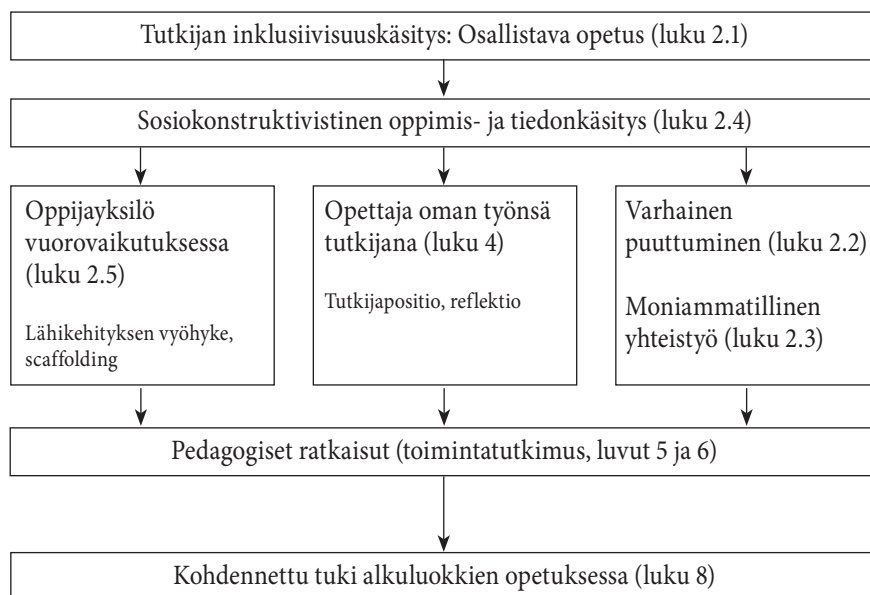 Tutkijan inklusiivisuuskäsitys: Osallistava opetus (luku 2.1)
Sosiokonstruktivistinen oppimis- ja tiedonkäsitys (luku 2.4)
Oppijayksilö
vuorovaikutuksessa
(luku 2.5)
Lähikehityksen vyöhyke,
scaffolding
Opettaja oman työnsä
tutkijana (luku 4)
Tutkijapositio, reflektio
Varhainen
puuttuminen (luku 2.2)
Moniammatillinen
yhteistyö (luku 2.3)
Pedagogiset ratkaisut (toimintatutkimus, luvut 5 ja 6)
Kohdennettu tuki alkuluokkien opetuksessa (luku 8)